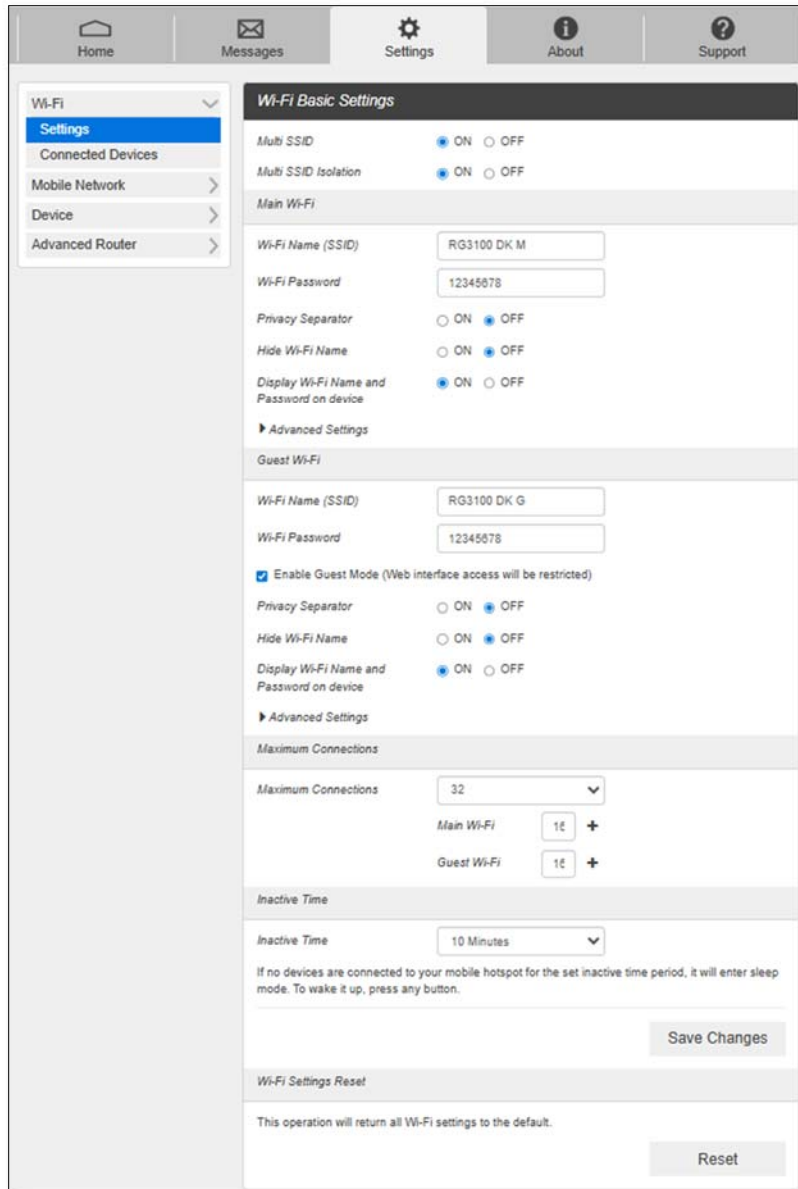 Home Messages Settings About Support
Wi-Fi
Settings
Connected Devices
Mobile Network
Device
Advanced Router
Wi-Fi Basic Settings
Multi SSID ON OFF
Multi SSID Isolation ON OFF
Main Wi-Fi
Wi-Fi Name (SSID) RG3100 DK M
Wi-Fi Password 12345678
Privacy Separator ON OFF
Hide Wi-Fi Name ON OFF
Display Wi-Fi Name and ON OFF
Password on device
Advanced Settings
Guest Wi-Fi
Wi-Fi Name (SSID) RG3100 DK G
Wi-Fi Password 12345678
Enable Guest Mode (Web interface access will be restricted)
Privacy Separator ON OFF
Hide Wi-Fi Name ON OFF
Display Wi-Fi Name and ON OFF
Password on device
Advanced Settings
Maximum Connections
Maximum Connections 32
Main Wi-Fi 16 +
Guest Wi-Fi 16 +
Inactive Time
Inactive Time 10 Minutes
If no devices are connected to your mobile hotspot for the set inactive time period, it will enter sleep
mode. To wake it up, press any button.
Save Changes
Wi-Fi Settings Reset
This operation will return all Wi-Fi settings to the default.
Reset